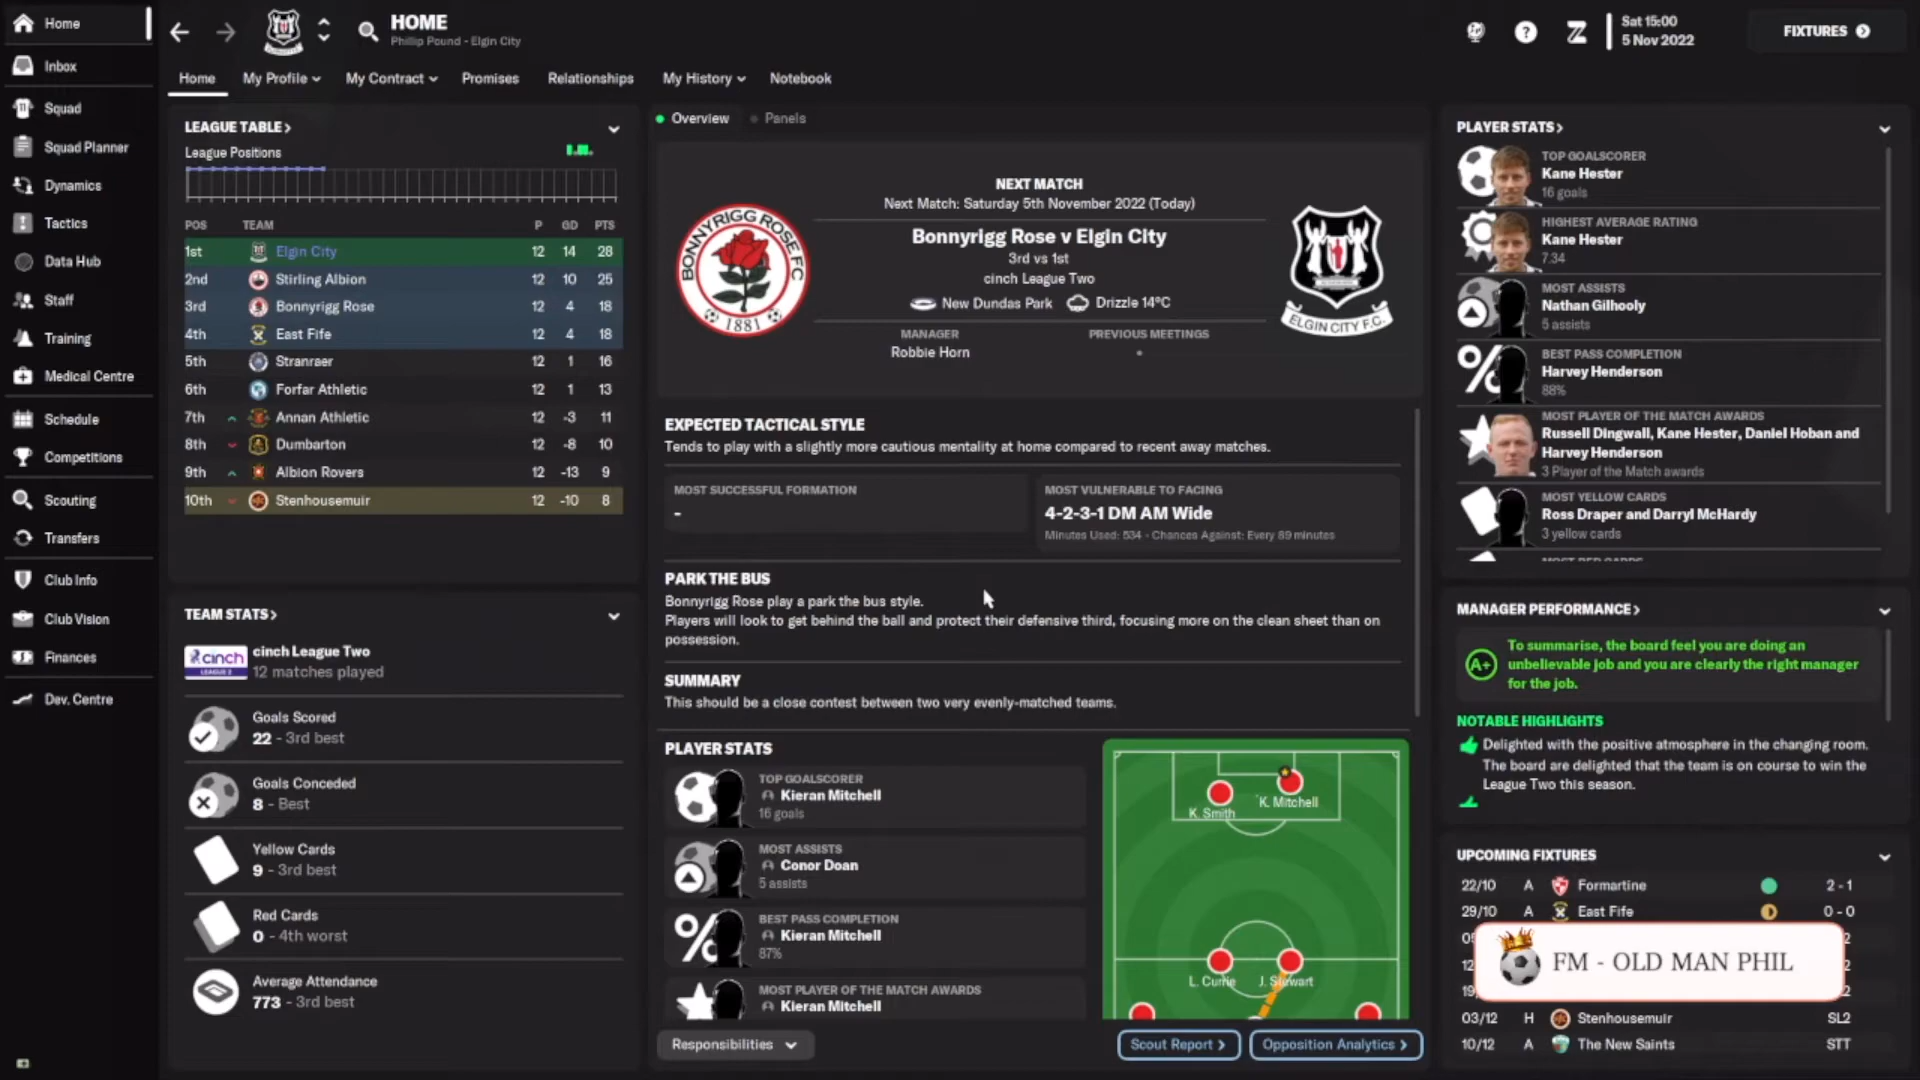 Home
Inbox
Squad
Squad Planner
Dynamics
Tactics
Data Hub
Staff
Training
Medical Centre
Schedule
Competitions
Scouting
Transfers
Club Info
Club Vision
Finances
Dev. Centre
HOME
Phillip Pound - Elgin City
Sat 15:00
5 Nov 2022
FIXTURES
Home
My Profile
My Contract
Promises
Relationships
My History
Notebook
LEAGUE TABLE >
League Positions
POS TEAM P GD PTS
1st Elgin City 12 14 28
2nd Stirling Albion 12 10 25
3rd Bonnyrigg Rose 12 4 18
4th East Fife 12 4 18
5th Stranraer 12 1 16
6th Forfar Athletic 12 1 13
7th Annan Athletic 12 -3 11
8th Dumbarton 12 -8 10
9th Albion Rovers 12 -13 9
10th Stenhousemuir 12 -10 8
TEAM STATS >
cinch
LEAGUE 2
cinch League Two
12 matches played
Goals Scored
22 - 3rd best
Goals Conceded
8 - Best
Yellow Cards
9 - 3rd best
Red Cards
0 - 4th worst
Average Attendance
773 - 3rd best
Overview
Panels
NEXT MATCH
Next Match: Saturday 5th November 2022 (Today)
Bonnyrigg Rose v Elgin City
3rd vs 1st
cinch League Two
New Dundas Park Drizzle 14°C
MANAGER
Robbie Horn
PREVIOUS MEETINGS
BONNYRIGG ROSE FC
1881
ELGIN CITY F.C.
EXPECTED TACTICAL STYLE
Tends to play with a slightly more cautious mentality at home compared to recent away matches.
MOST SUCCESSFUL FORMATION
-
MOST VULNERABLE TO FACING
4-2-3-1 DM AM Wide
Minutes Used: 534 - Chances Against: Every 89 minutes
PARK THE BUS
Bonnyrigg Rose play a park the bus style.
Players will look to get behind the ball and protect their defensive third, focusing more on the clean sheet than on
possession.
SUMMARY
This should be a close contest between two very evenly-matched teams.
PLAYER STATS
TOP GOALSCORER
Kieran Mitchell
16 goals
MOST ASSISTS
Conor Doan
5 assists
BEST PASS COMPLETION
Kieran Mitchell
87%
MOST PLAYER OF THE MATCH AWARDS
Kieran Mitchell
K. Smith
K. Mitchell
L. Currie
J. Stewart
Responsibilities
Scout Report >
Opposition Analytics >
PLAYER STATS >
TOP GOALSCORER
Kane Hester
16 goals
HIGHEST AVERAGE RATING
Kane Hester
7.34
MOST ASSISTS
Nathan Gilhooly
5 assists
BEST PASS COMPLETION
Harvey Henderson
88%
MOST PLAYER OF THE MATCH AWARDS
Russell Dingwall, Kane Hester, Daniel Hoban and
Harvey Henderson
3 Player of the Match awards
MOST YELLOW CARDS
Ross Draper and Darryl McHardy
3 yellow cards
MANAGER PERFORMANCE >
A+
To summarise, the board feel you are doing an
unbelievable job and you are clearly the right manager
for the job.
NOTABLE HIGHLIGHTS
Delighted with the positive atmosphere in the changing room.
The board are delighted that the team is on course to win the
League Two this season.
UPCOMING FIXTURES
22/10 A Formartine 2 - 1
29/10 A East Fife 0 - 0
FM - OLD MAN PHIL
03/12 H Stenhousemuir SL2
10/12 A The New Saints STT